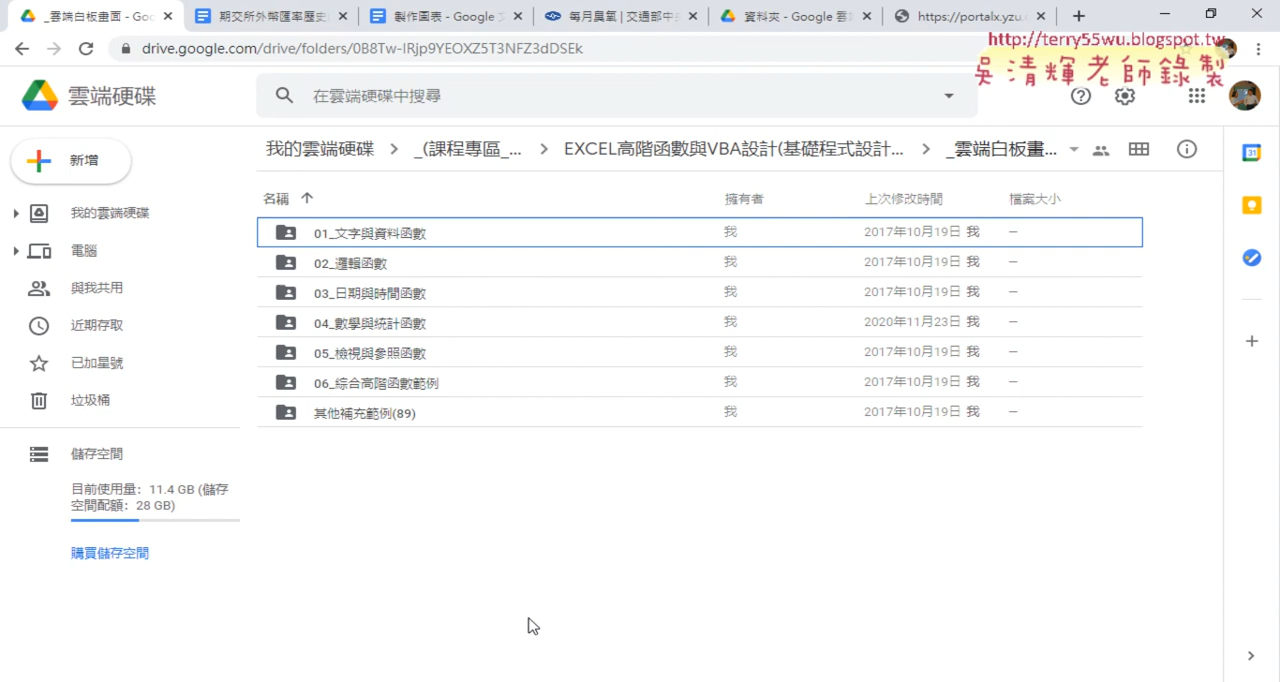 _雲端白板畫面 - Goo
期交所外幣匯率歷史
製作圖表 - Google 文
每月晨氣 | 交通部中央
資料夾 - Google 雲端
https://portalx.yzu.c
drive.google.com/drive/folders/0B8Tw-IRjp9YEOXZ5T3NFZ3dDSEk
http://terry55wu.blogspot.tw
吳清輝老師錄製
雲端硬碟
在雲端硬碟中搜尋
新增
我的雲端硬碟
電腦
與我共用
近期存取
已加星號
垃圾桶
儲存空間
目前使用量：11.4 GB (儲存
空間配額：28 GB)
購買儲存空間
我的雲端硬碟 > _(課程專區_... > EXCEL高階函數與VBA設計(基礎程式設計... > _雲端白板畫...
名稱 擁有者 上次修改時間 檔案大小
01_文字與資料函數 我 2017年10月19日 我 –
02_邏輯函數 我 2017年10月19日 我 –
03_日期與時間函數 我 2017年10月19日 我 –
04_數學與統計函數 我 2020年11月23日 我 –
05_檢視與參照函數 我 2017年10月19日 我 –
06_綜合高階函數範例 我 2017年10月19日 我 –
其他補充範例(89) 我 2017年10月19日 我 –
31